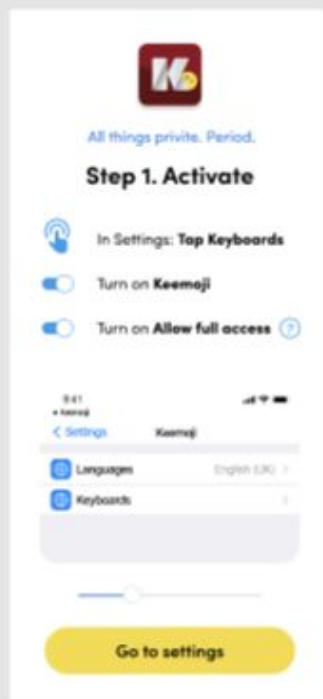 K
All things privite. Period.
Step 1. Activate
In Settings: Tap Keyboards
Turn on Keemoji
Turn on Allow full access ?
9:41
Keemoji
< Settings Keemoji
Languages English (UK) >
Keyboards >
Go to settings